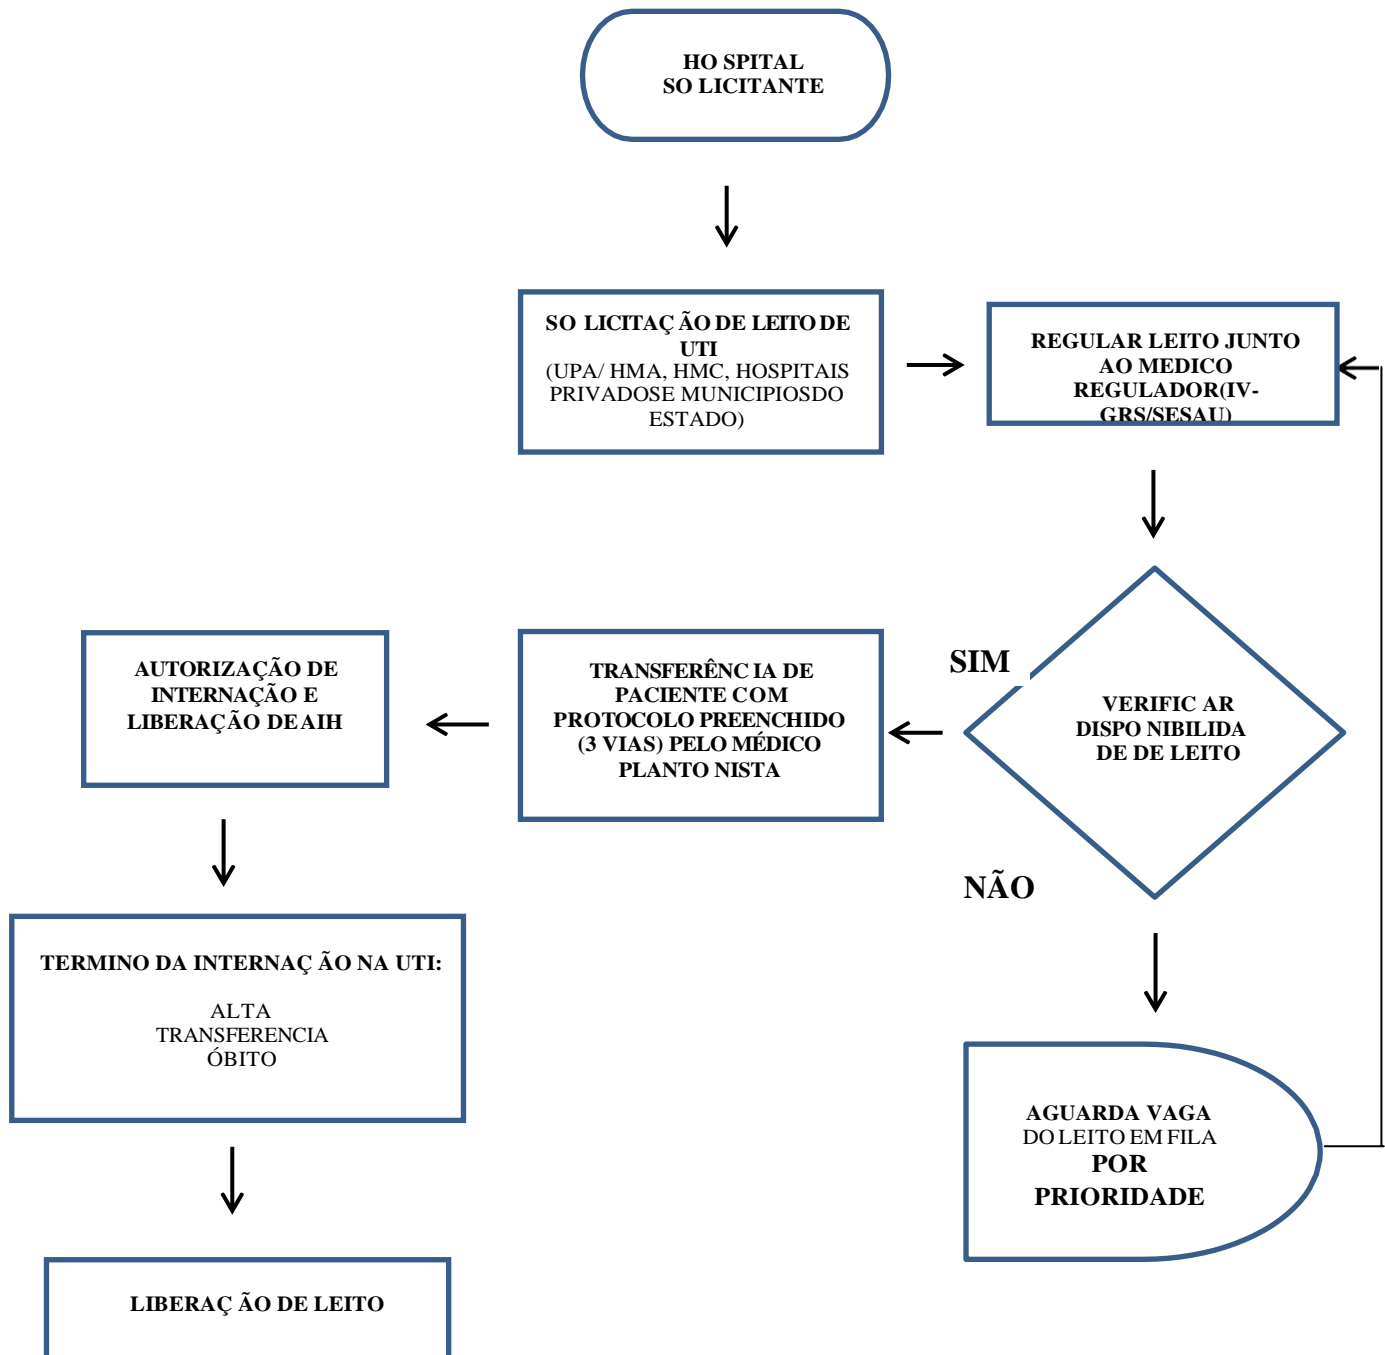 HO SPITAL
SO LICITANTE
SO LICITAÇ ÃO DE LEITO DE
UTI
(UPA/ HMA, HMC, HOSPITAIS
PRIVADOSE MUNICIPIOSDO
ESTADO)
REGULAR LEITO JUNTO
AO MEDICO
REGULADOR(IV-
GRS/SESAU)
SIM
VERIFIC AR
DISPO NIBILIDA
DE DE LEITO
TRANSFERÊNC IA DE
PACIENTE COM
PROTOCOLO PREENCHIDO
(3 VIAS) PELO MÉDICO
PLANTO NISTA
AUTORIZAÇÃO DE
INTERNAÇÃO E
LIBERAÇÃO DE AIH
NÃO
TERMINO DA INTERNAÇ ÃO NA UTI:
ALTA
TRANSFERENCIA
ÓBITO
AGUARDA VAGA
DO LEITO EM FILA
POR
PRIORIDADE
LIBERAÇ ÃO DE LEITO